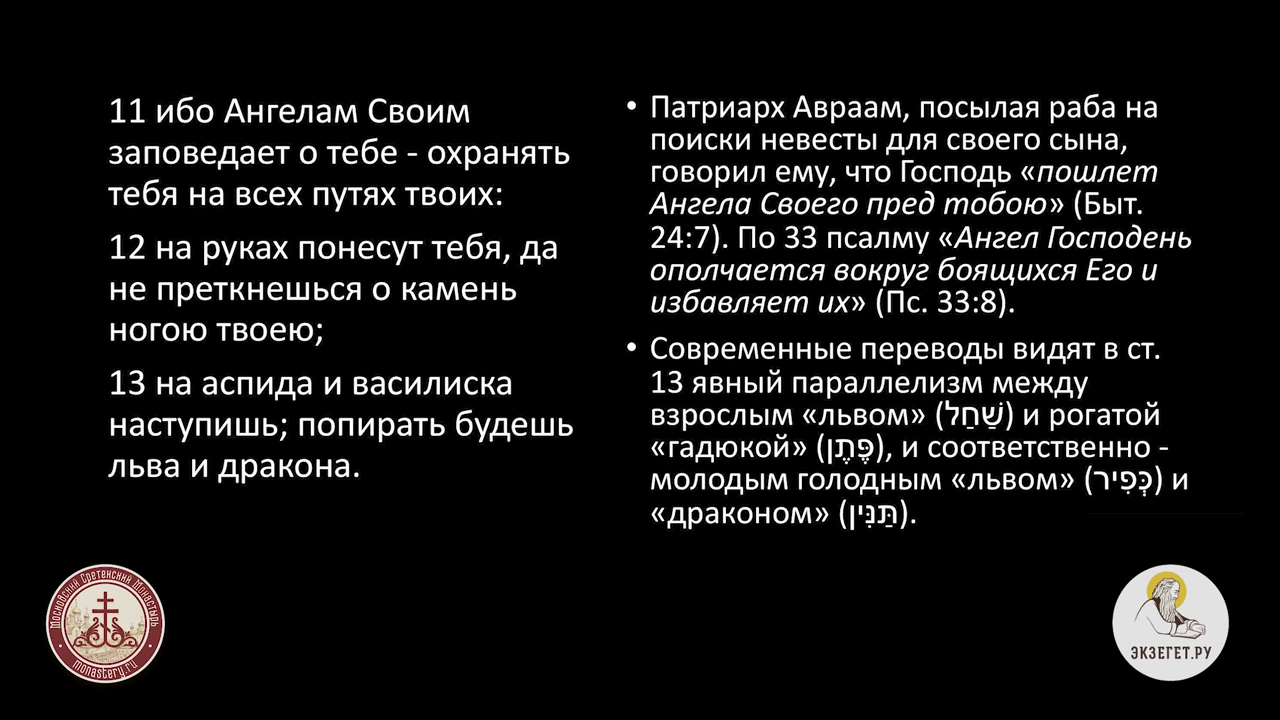 11 ибо Ангелам Своим
заповедает о тебе - охранять
тебя на всех путях твоих:
12 на руках понесут тебя, да
не преткнешься о камень
ногою твоею;
13 на аспида и василиска
наступишь; попирать будешь
льва и дракона.
• Патриарх Авраам, посылая раба на
поиски невесты для своего сына,
говорил ему, что Господь «пошлет
Ангела Своего пред тобою» (Быт.
24:7). По 33 псалму «Ангел Господень
ополчается вокруг боящихся Его и
избавляет их» (Пс. 33:8).
• Современные переводы видят в ст.
13 явный параллелизм между
взрослым «львом» (שַׁחַל) и рогатой
«гадюкой» (פֶּתֶן), и соответственно -
молодым голодным «львом» (כְּפִיר) и
«драконом» (תַּנִּין).
Московский Сретенский Монастырь
monastery.ru
ЭКЗЕГЕТ.РУ